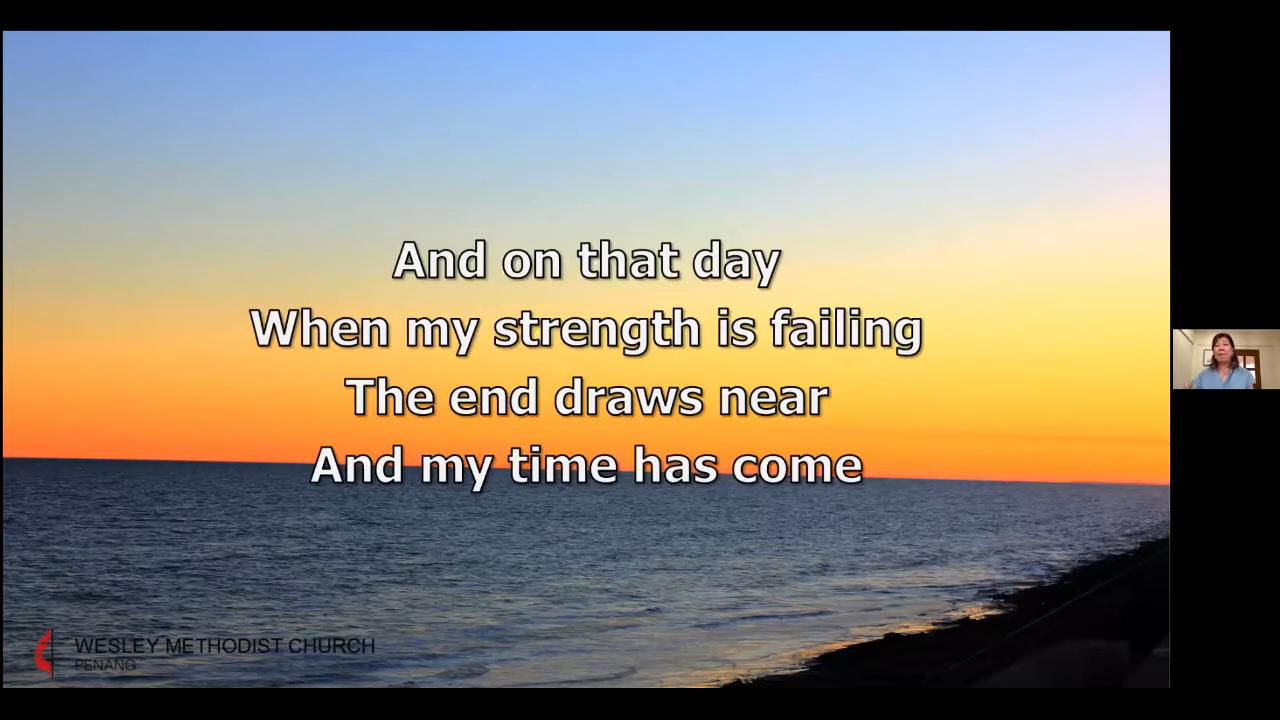 And on that day
When my strength is failing
The end draws near
And my time has come
WESLEY METHODIST CHURCH
PENANG